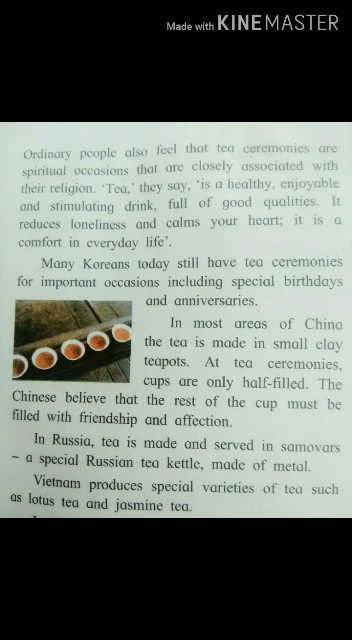 Made with KINEMASTER
Ordinary people also feel that tea ceremonies are
spiritual occasions that are closely associated with
their religion. 'Tea,' they say, 'is a healthy, enjoyable
and stimulating drink, full of good qualities. It
reduces loneliness and calms your heart; it is a
comfort in everyday life'.
Many Koreans today still have tea ceremonies
for important occasions including special birthdays
and anniversaries.
In most areas of China
the tea is made in small clay
teapots. At tea ceremonies,
cups are only half-filled. The
Chinese believe that the rest of the cup must be
filled with friendship and affection.
In Russia, tea is made and served in samovars
– a special Russian tea kettle, made of metal.
Vietnam produces special varieties of tea such
as lotus tea and jasmine tea.